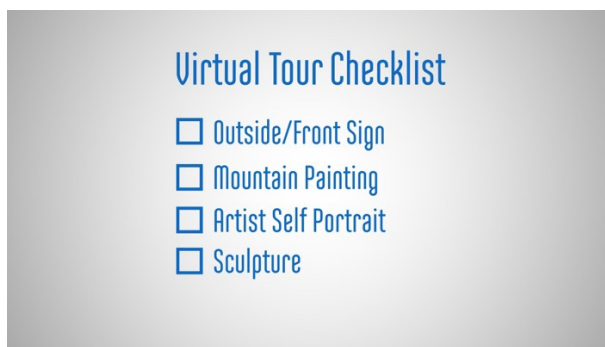 Virtual Tour Checklist
Outside/Front Sign
Mountain Painting
Artist Self Portrait
Sculpture